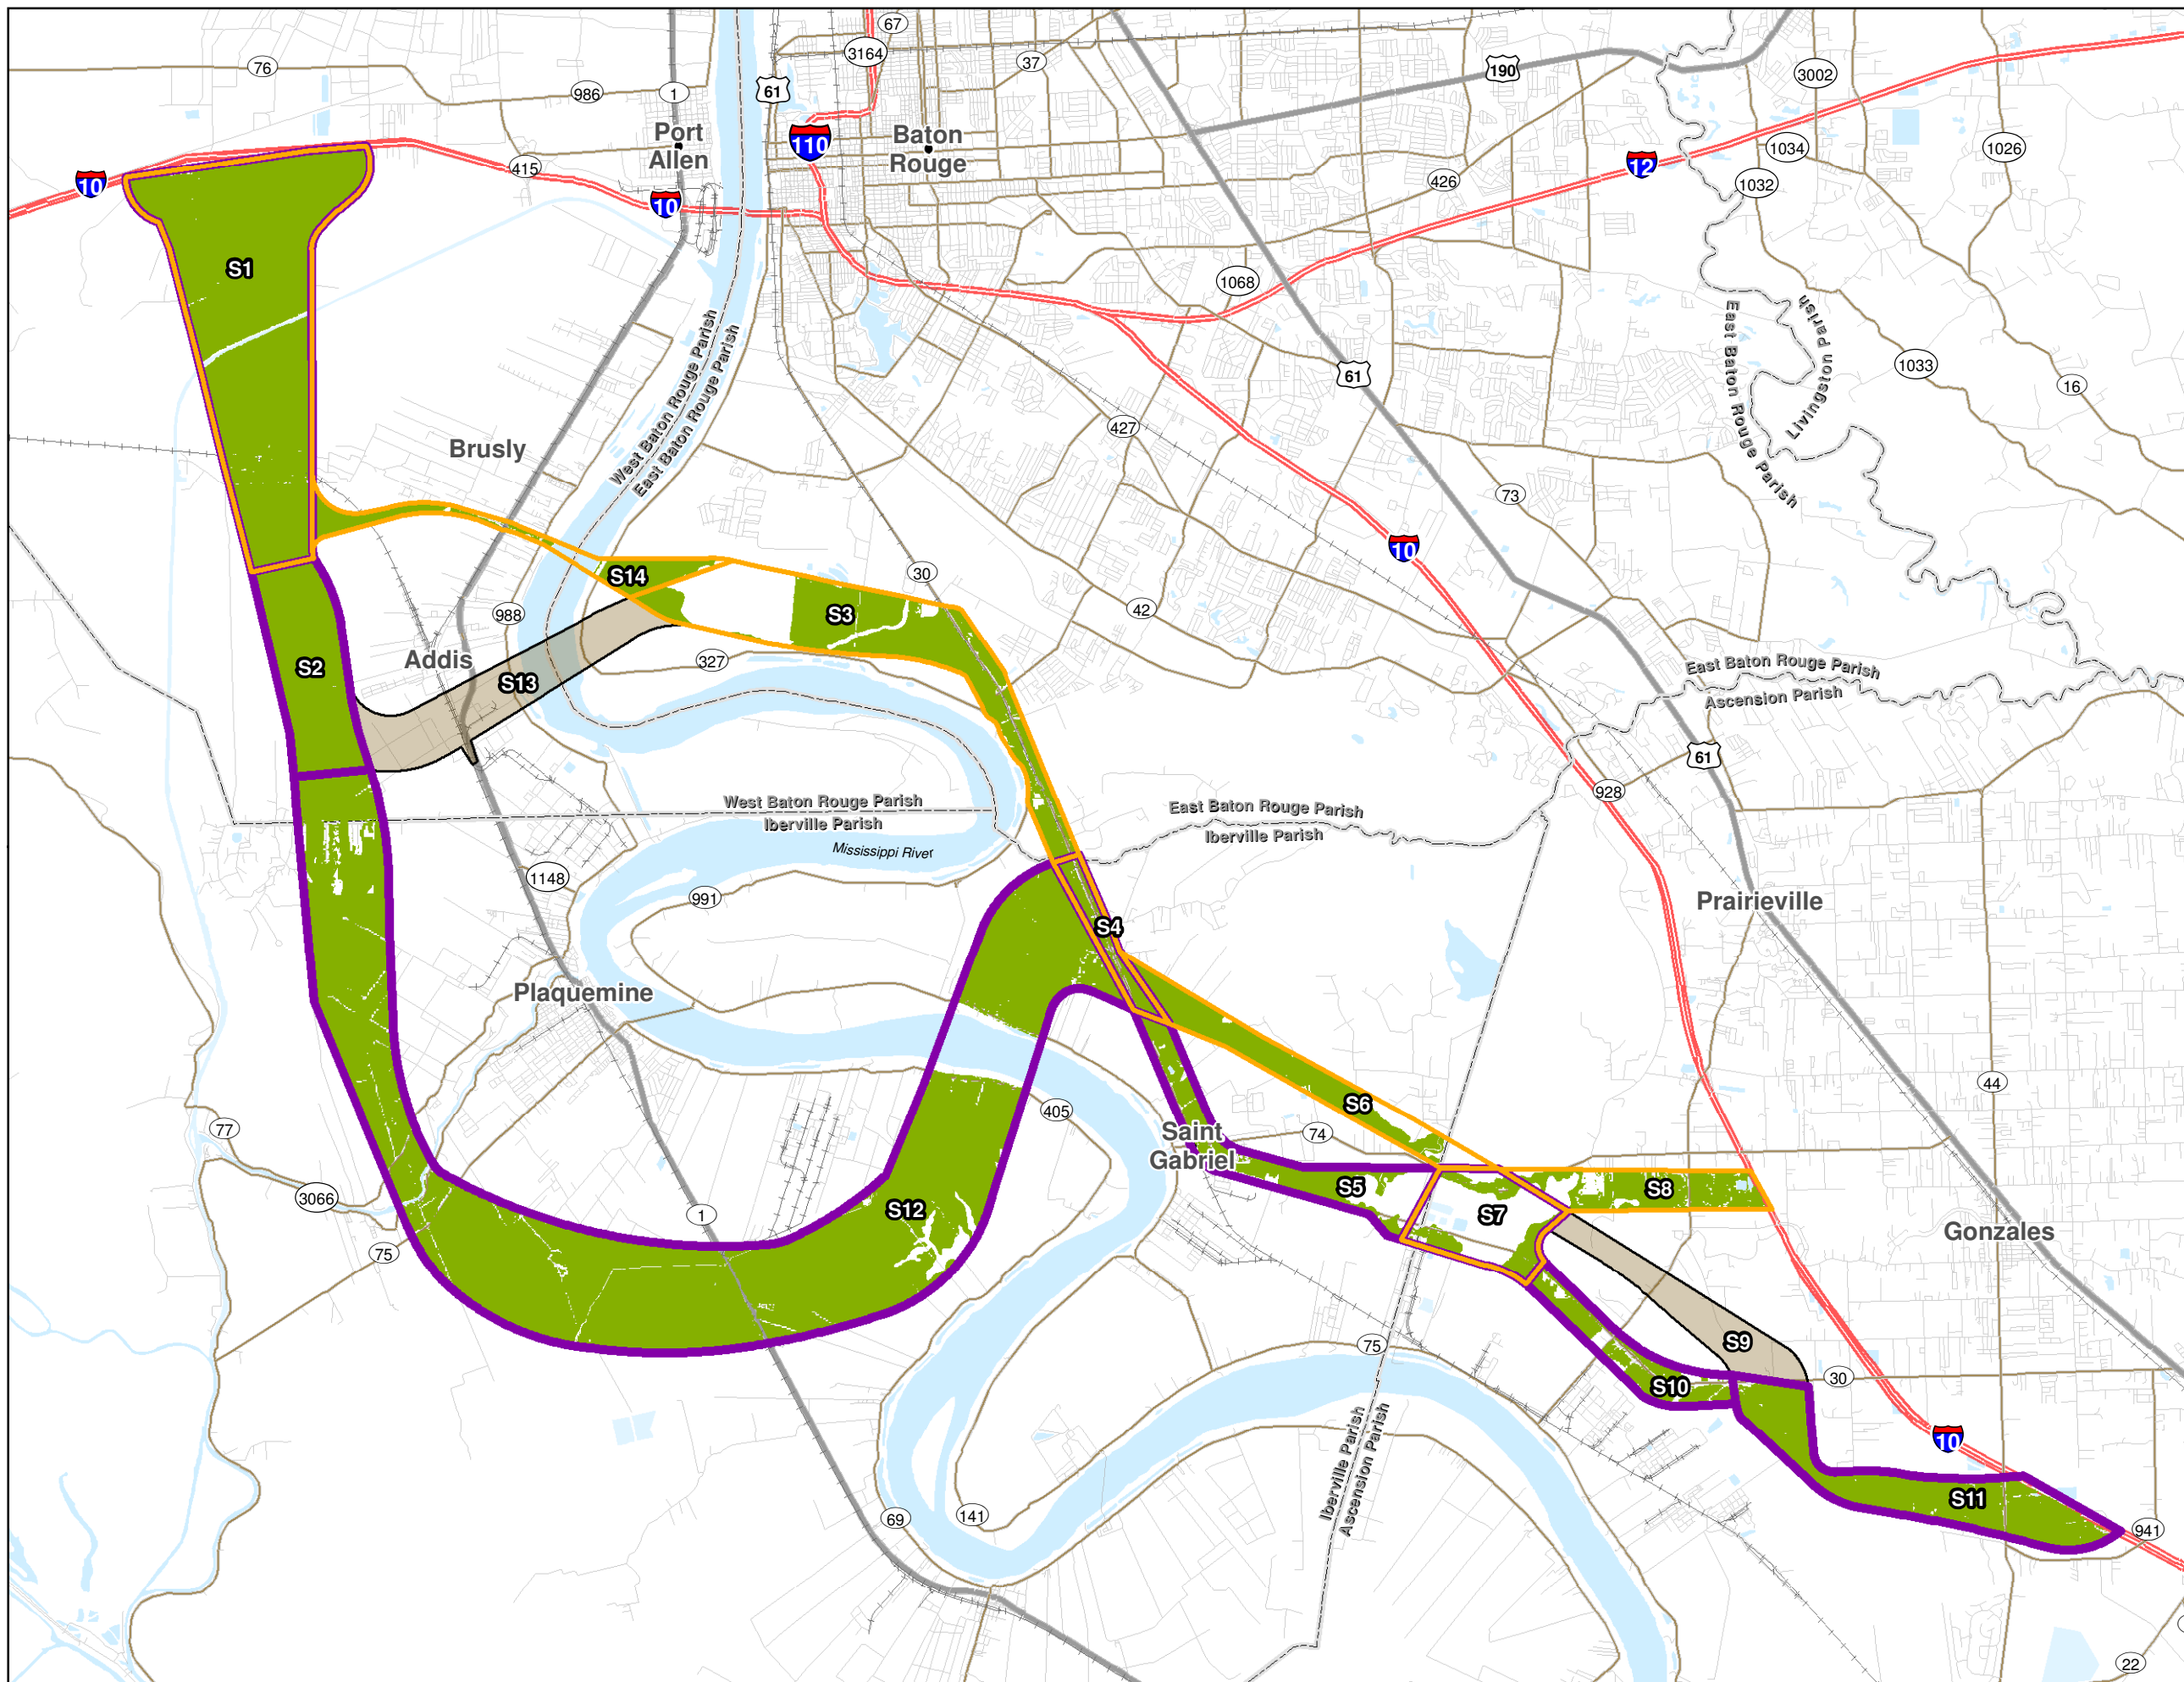 67
3164
37
76
190
3002
986
1
61
Port
Allen
Baton
Rouge
110
1034
1026
415
12
426
10
1032
10
S1
1068
West Baton Rouge Parish
East Baton Rouge Parish
East Baton Rouge Parish
Livingston Parish
61
1033
16
427
Brusly
73
10
30
S14
S3
988
42
Addis
327
S2
S13
East Baton Rouge Parish
Ascension Parish
61
928
West Baton Rouge Parish
Iberville Parish
East Baton Rouge Parish
Iberville Parish
Mississippi River
1148
991
Prairieville
S4
Plaquemine
44
S6
405
77
Saint
Gabriel
74
S5
S8
3066
S12
1
S7
75
Gonzales
S9
75
30
S10
Iberville Parish
Ascension Parish
10
S11
69
141
941
22